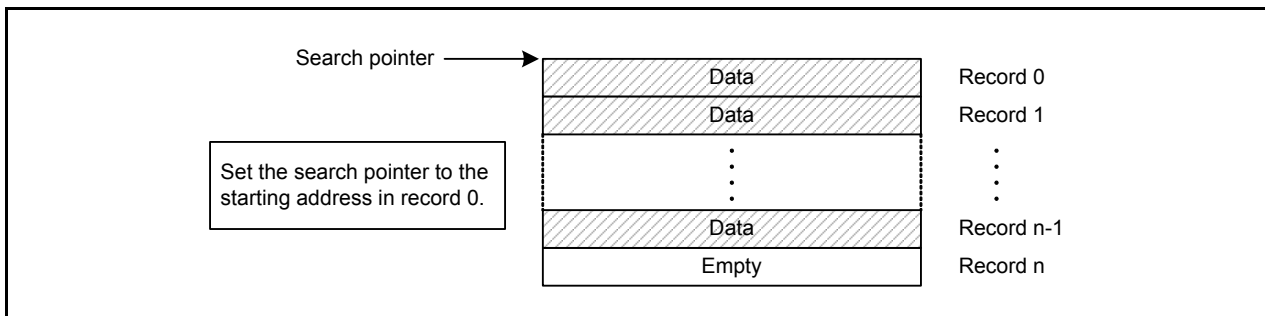 Search pointer
Data
Record 0
Data
Record 1
Set the search pointer to the
starting address in record 0.
Data
Record n-1
Empty
Record n